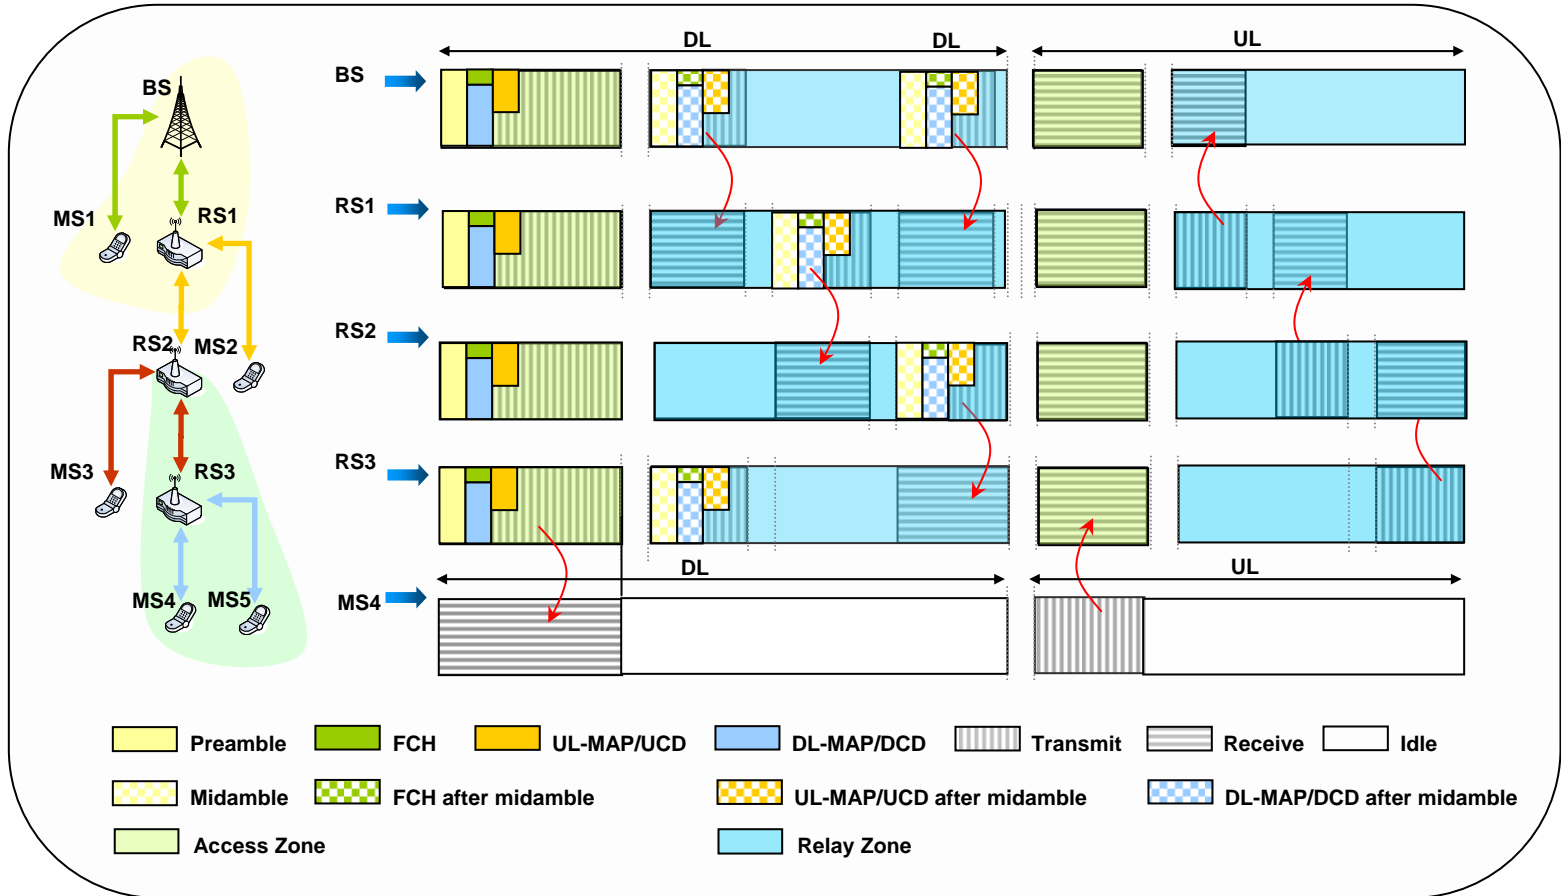 DL DL UL
BS
BS
MS1 RS1
RS1
RS2 MS2
RS2
MS3 RS3
RS3
DL UL
MS4 MS5
MS4
Preamble FCH UL-MAP/UCD DL-MAP/DCD Transmit Receive Idle
Midamble FCH after midamble UL-MAP/UCD after midamble DL-MAP/DCD after midamble
Access Zone Relay Zone